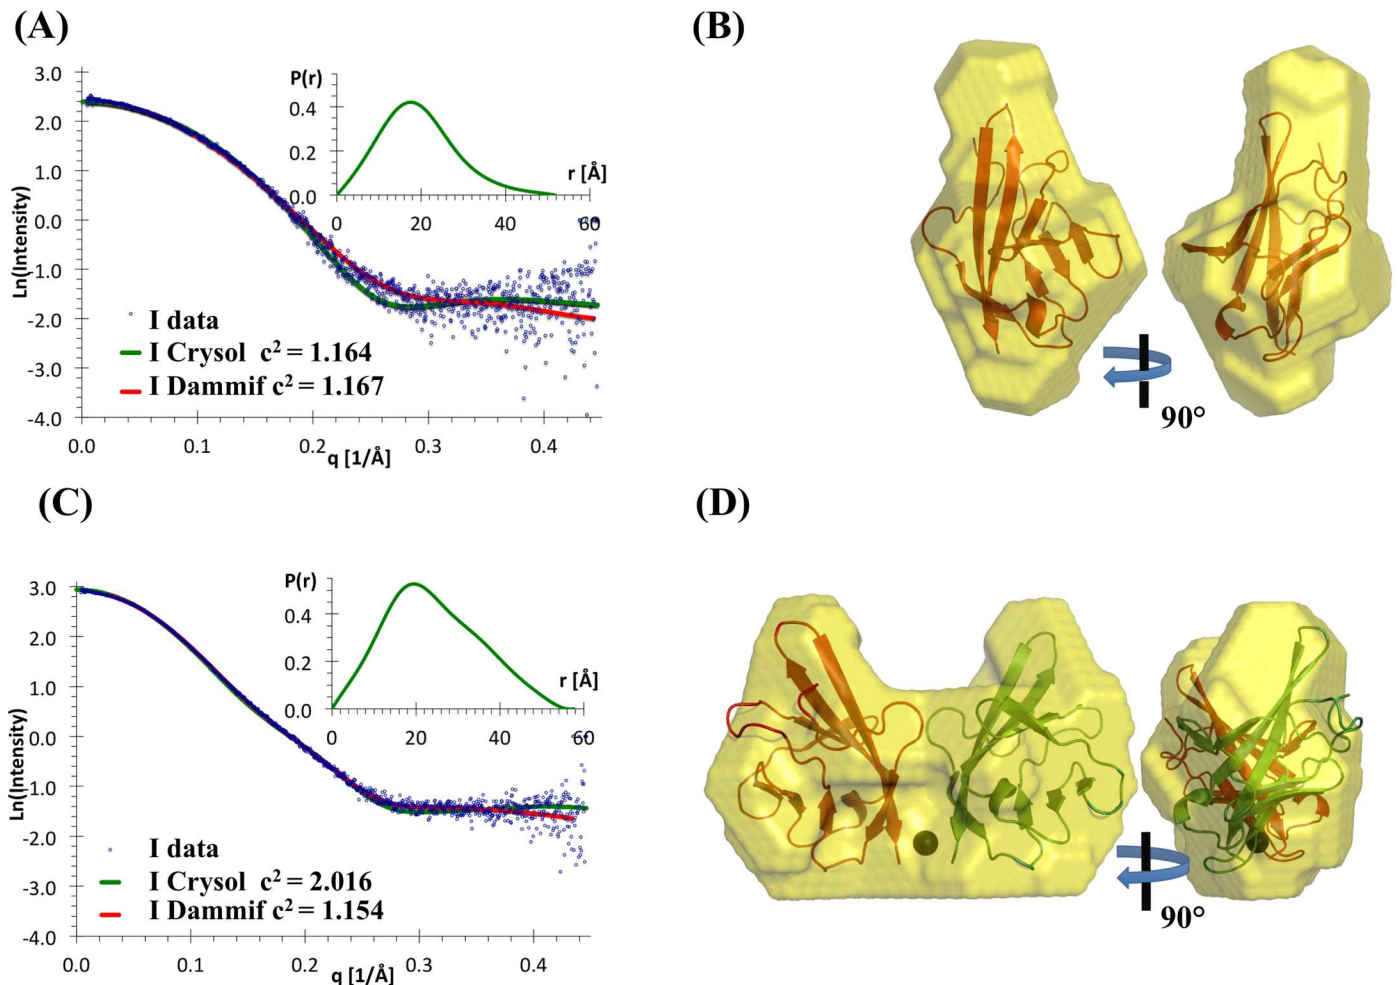 (A)
3.0
2.0
1.0
0.0
-1.0
-2.0
-3.0
-4.0
Ln(Intensity)
0.0 0.1 0.2 0.3 0.4
q [1/Å]
P(r)
0.4
0.2
0.0
0 20 40 60
r [Å]
I data
I Crysol c² = 1.164
I Dammif c² = 1.167
(B)
90°
(C)
3.0
2.0
1.0
0.0
-1.0
-2.0
-3.0
-4.0
Ln(Intensity)
0.0 0.1 0.2 0.3 0.4
q [1/Å]
P(r)
0.4
0.2
0.0
0 20 40 60
r [Å]
I data
I Crysol c² = 2.016
I Dammif c² = 1.154
(D)
90°